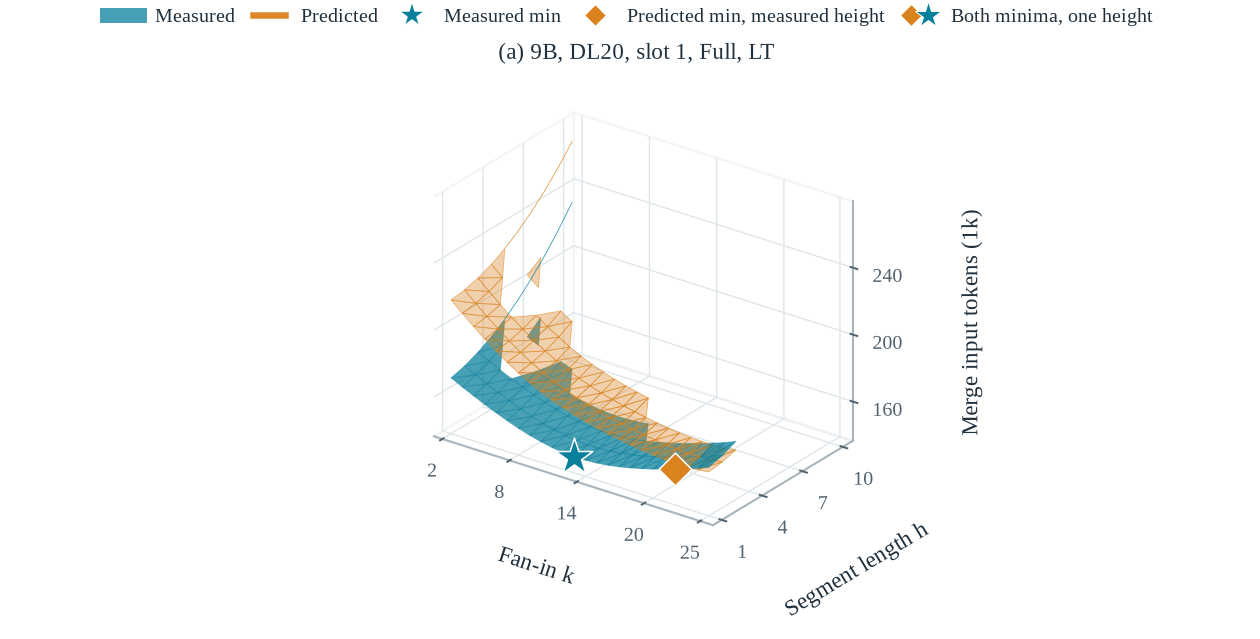 Measured Predicted Measured min Predicted min, measured height Both minima, one height
(a) 9B, DL20, slot 1, Full, LT
240
200
160
Merge input tokens (1k)
2
8
14
20
25
Fan-in k
1
4
7
10
Segment length h